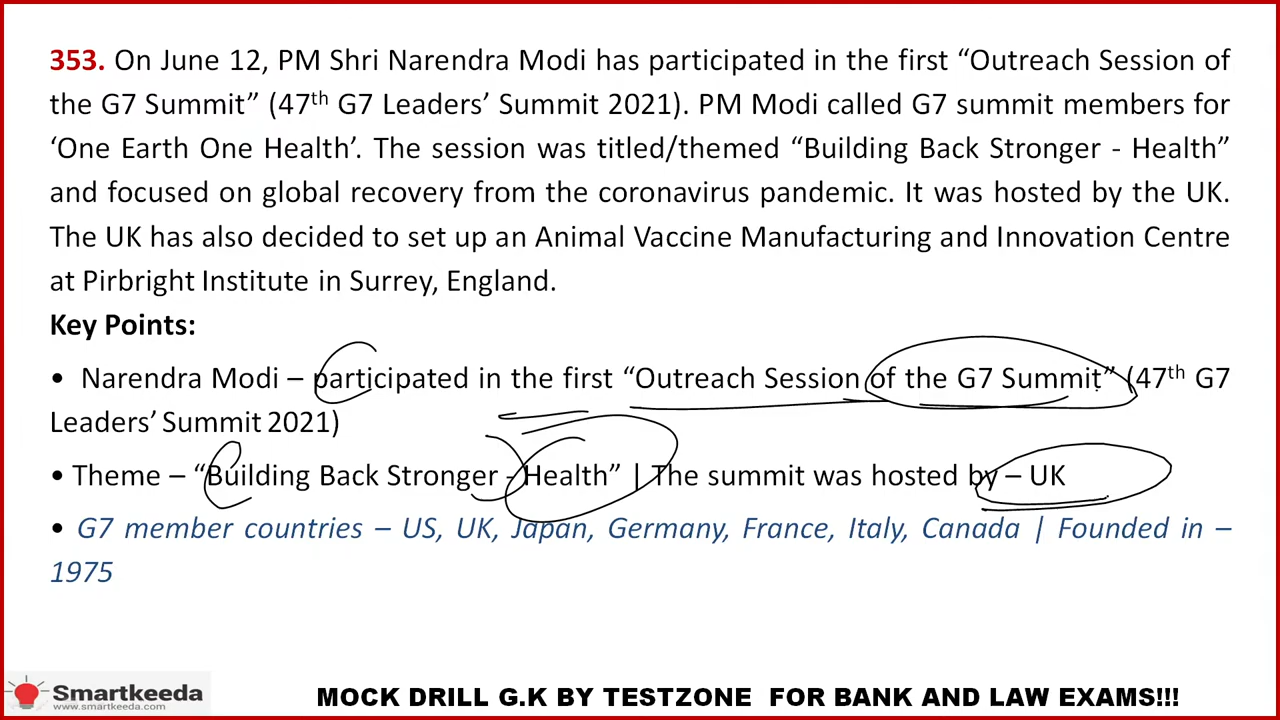 353. On June 12, PM Shri Narendra Modi has participated in the first “Outreach Session of
the G7 Summit” (47th G7 Leaders’ Summit 2021). PM Modi called G7 summit members for
‘One Earth One Health’. The session was titled/themed “Building Back Stronger - Health”
and focused on global recovery from the coronavirus pandemic. It was hosted by the UK.
The UK has also decided to set up an Animal Vaccine Manufacturing and Innovation Centre
at Pirbright Institute in Surrey, England.
Key Points:
• Narendra Modi – participated in the first “Outreach Session of the G7 Summit” (47th G7
Leaders’ Summit 2021)
• Theme – “Building Back Stronger - Health” | The summit was hosted by – UK
• G7 member countries – US, UK, Japan, Germany, France, Italy, Canada | Founded in –
1975
Smartkeeda
www.smartkeeda.com
MOCK DRILL G.K BY TESTZONE FOR BANK AND LAW EXAMS!!!